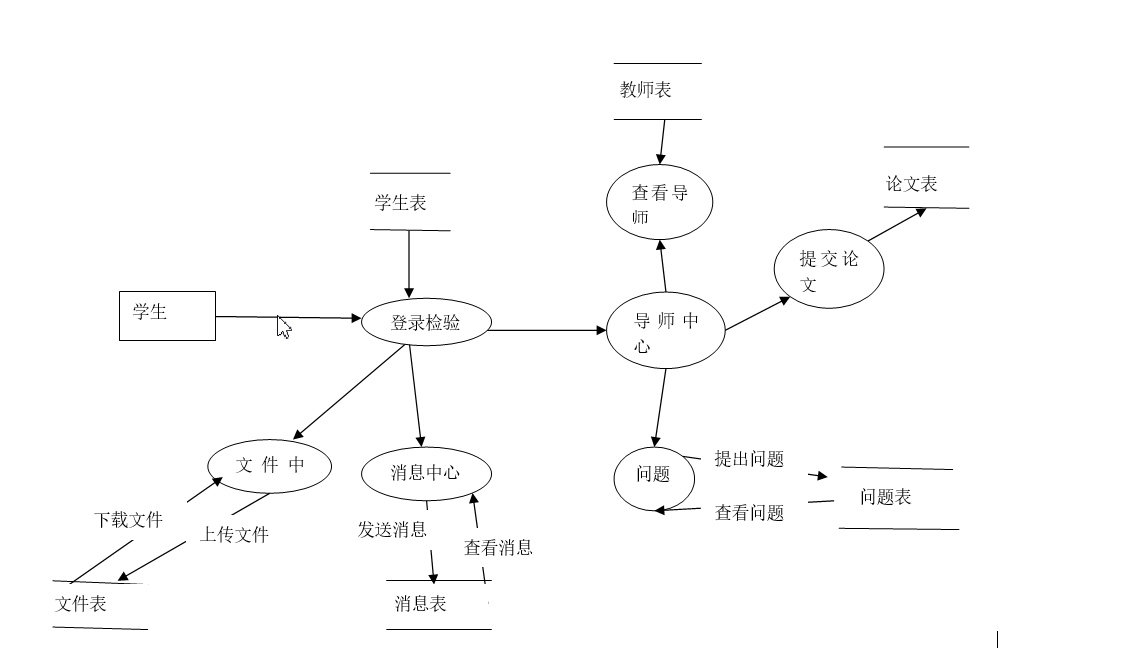 教师表
论文表
学生表
查看导
师
提交论
文
学生
登录检验
导师中
心
文件中
消息中心
问题
提出问题
问题表
查看问题
下载文件
上传文件
发送消息
查看消息
文件表
消息表